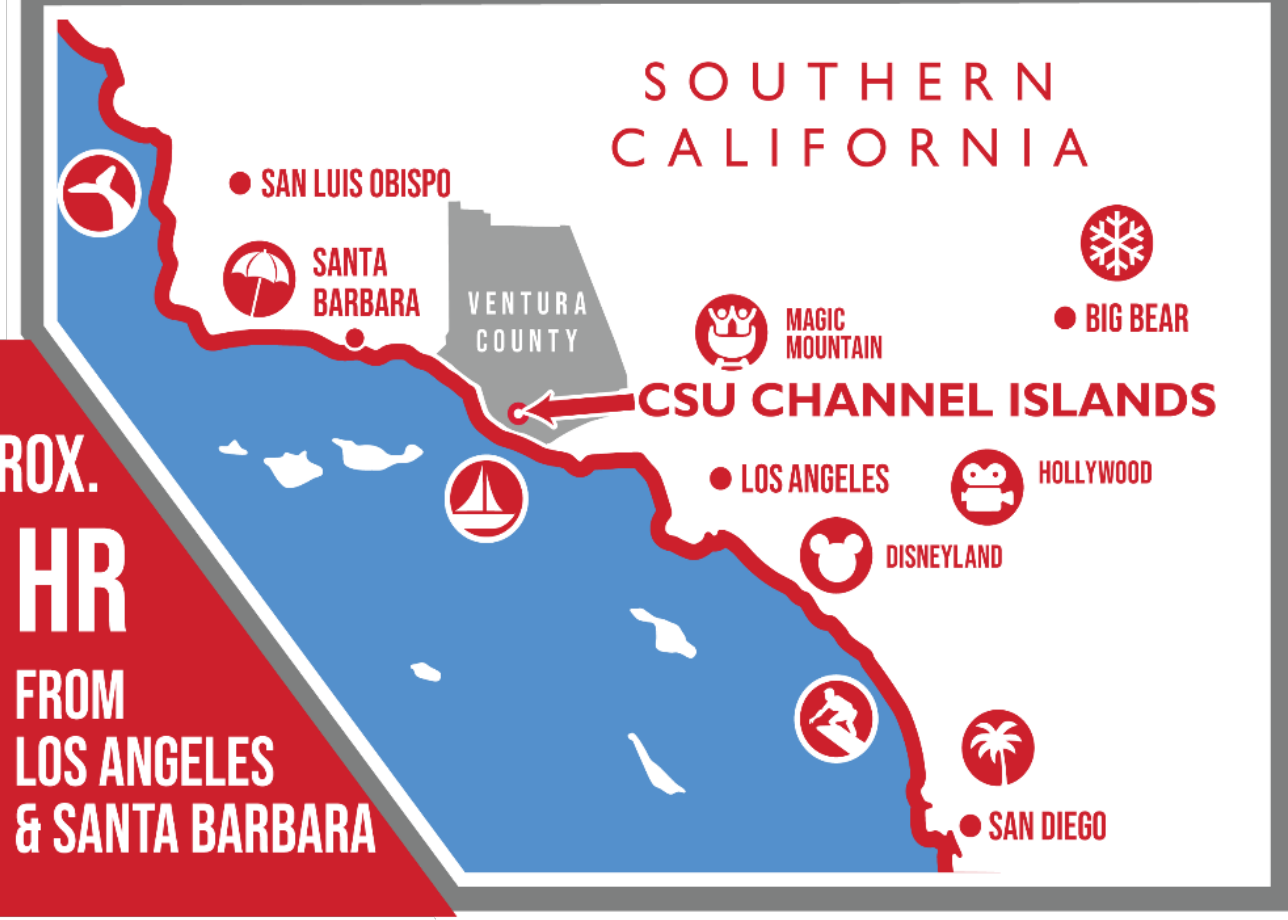 SOUTHERN
CALIFORNIA
SAN LUIS OBISPO
SANTA
BARBARA
VENTURA
COUNTY
MAGIC
MOUNTAIN
BIG BEAR
CSU CHANNEL ISLANDS
LOS ANGELES
HOLLYWOOD
DISNEYLAND
SAN DIEGO
ROX.
HR
FROM
LOS ANGELES
& SANTA BARBARA